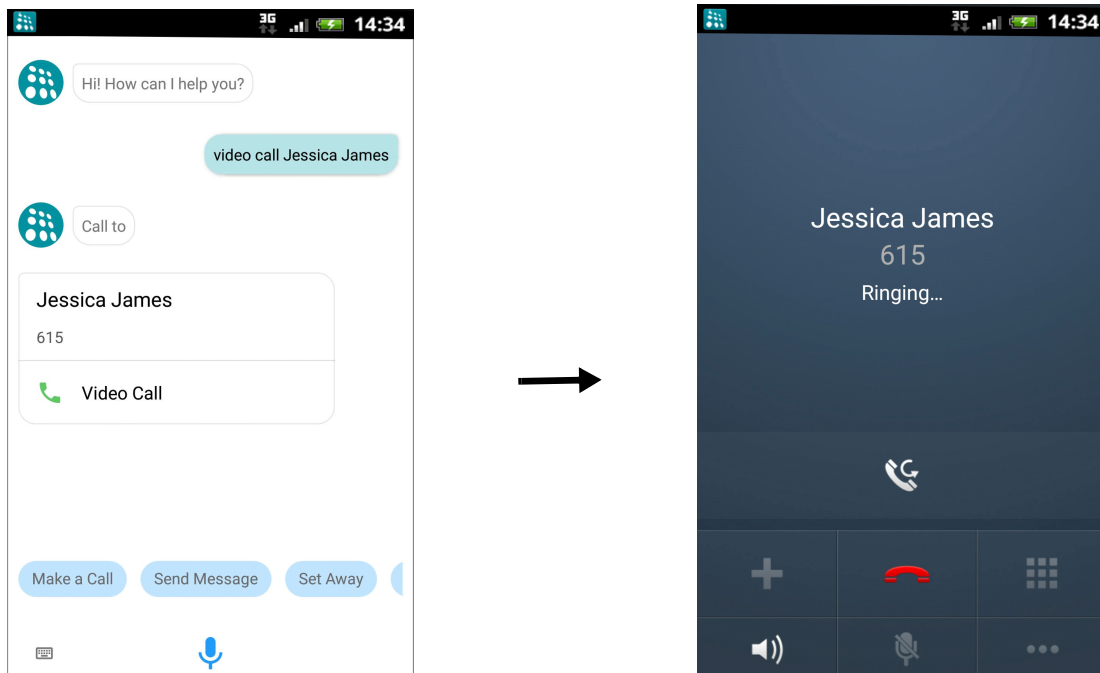 3G 14:34
Hi! How can I help you?
video call Jessica James
Call to
Jessica James
615
Video Call
Make a Call Send Message Set Away
3G 14:34
Jessica James
615
Ringing...